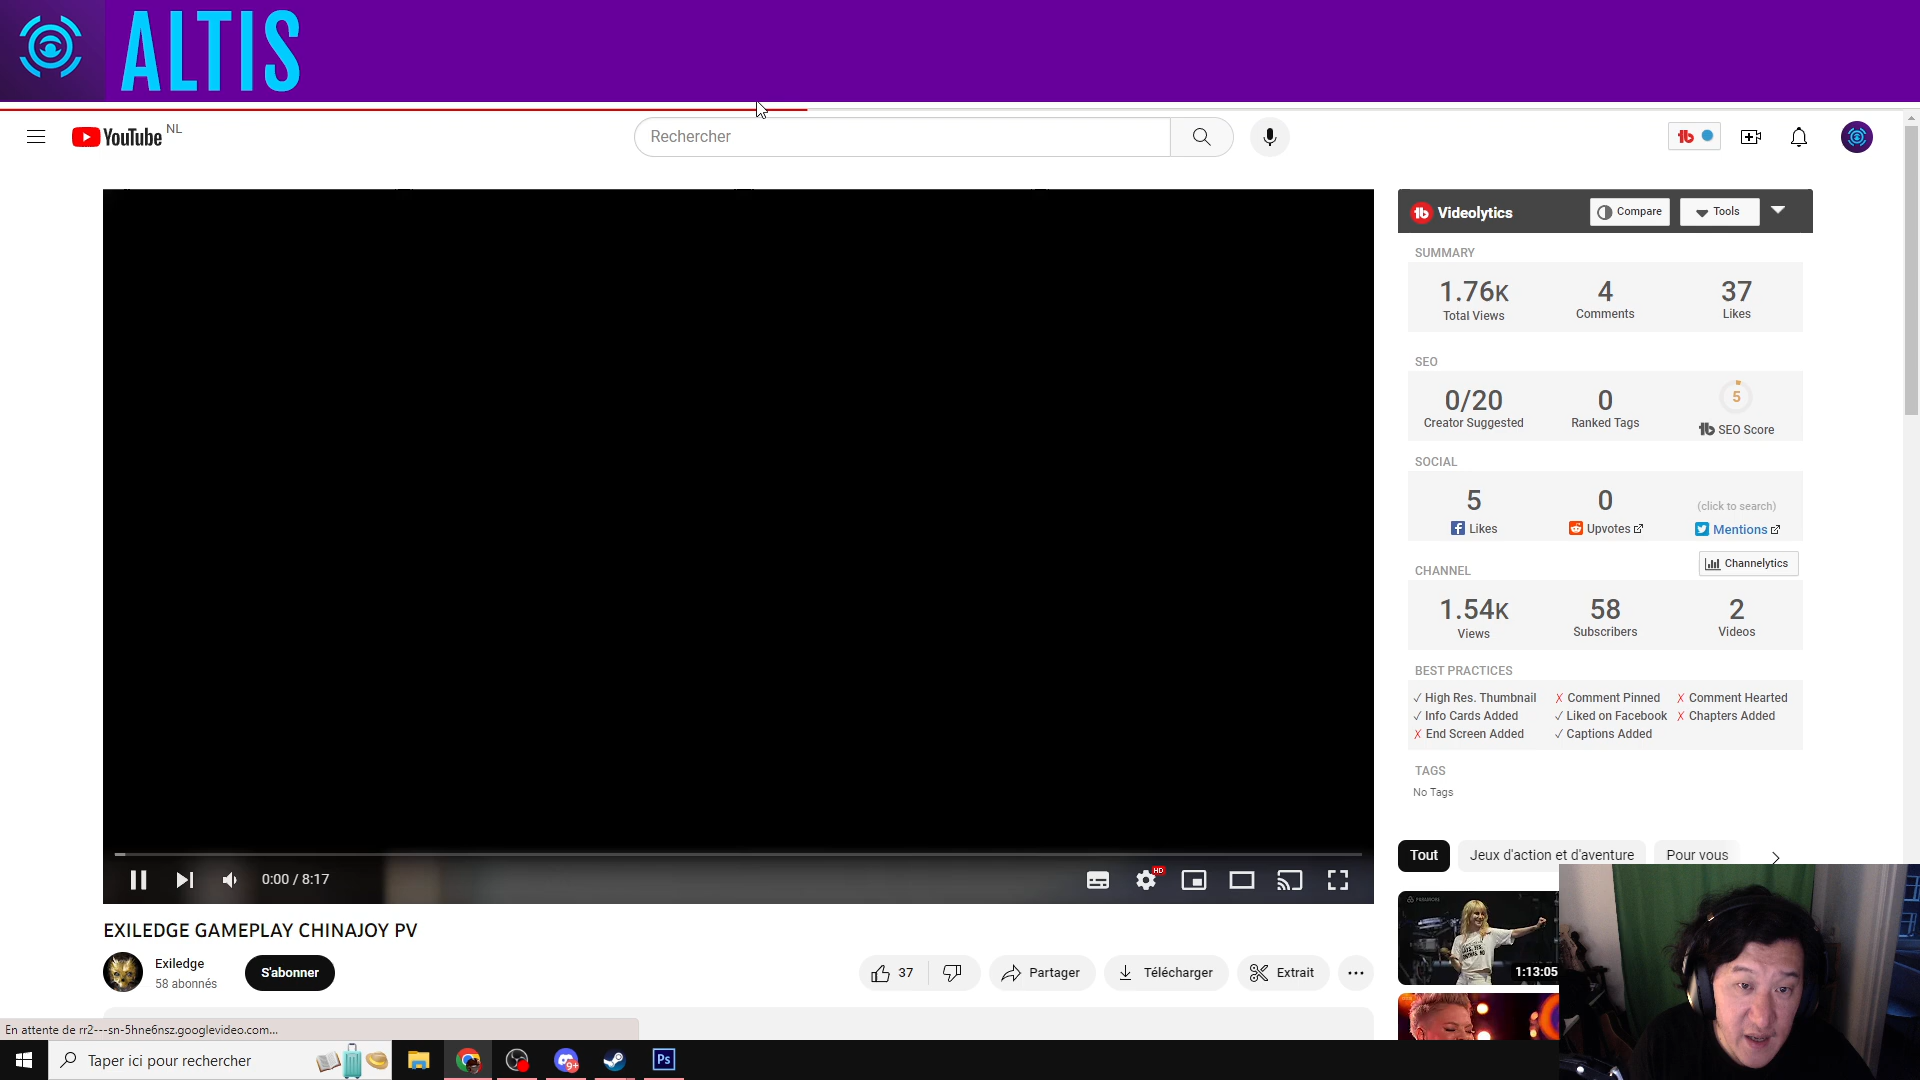 ALTIS
YouTube NL
Rechercher
Videolytics
Compare
Tools
SUMMARY
1.76K
4
37
Total Views
Comments
Likes
SEO
0/20
0
5
Creator Suggested
Ranked Tags
SEO Score
SOCIAL
5
0
(click to search)
Likes
Upvotes
Mentions
CHANNEL
Channelytics
1.54K
58
2
Views
Subscribers
Videos
BEST PRACTICES
✓ High Res. Thumbnail
✗ Comment Pinned
✗ Comment Hearted
✓ Info Cards Added
✓ Liked on Facebook
✗ Chapters Added
✗ End Screen Added
✓ Captions Added
TAGS
No Tags
0:00 / 8:17
HD
EXILEDGE GAMEPLAY CHINAJOY PV
Exiledge
58 abonnés
S'abonner
37
Partager
Télécharger
Extrait
Tout
Jeux d'action et d'aventure
Pour vous
1:13:05
En attente de rr2---sn-5hne6nsz.googlevideo.com...
Taper ici pour rechercher
9+
Ps